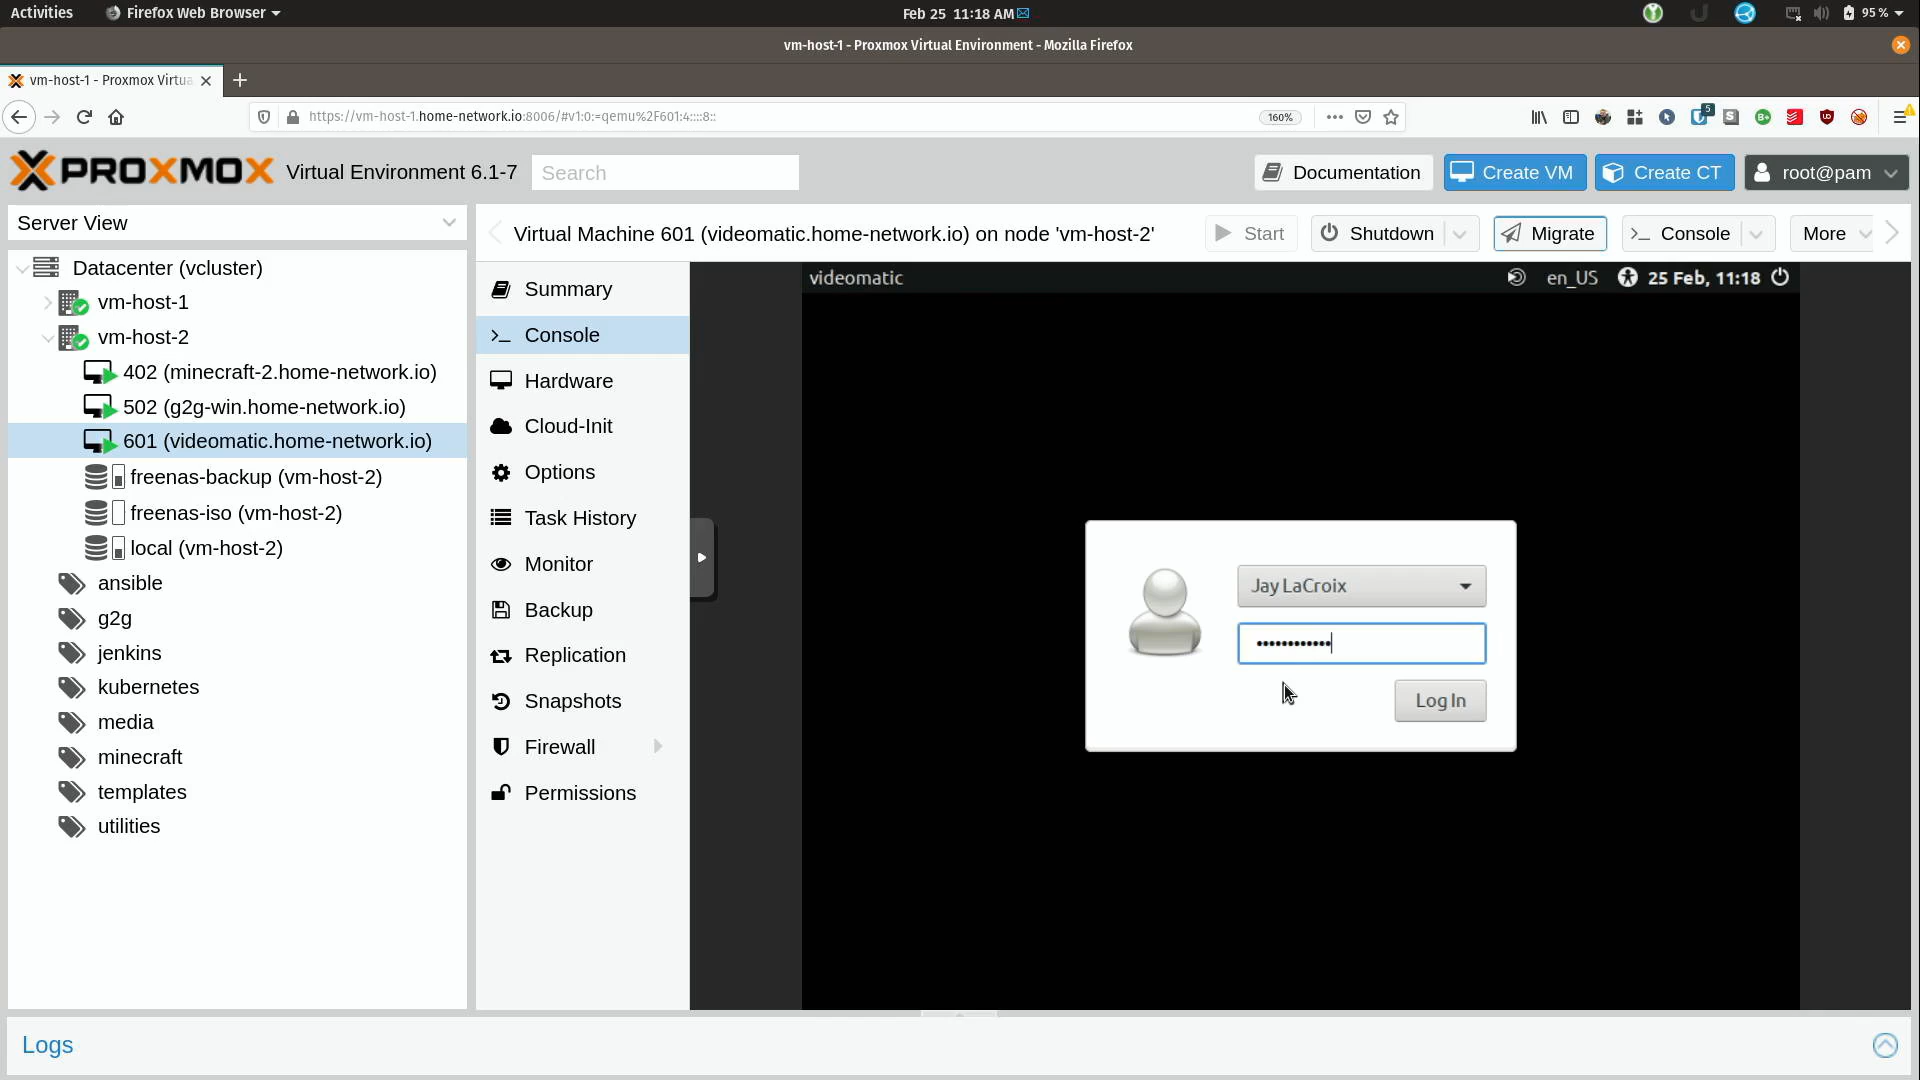 Activities
Firefox Web Browser
Feb 25 11:18 AM
95 %
vm-host-1 - Proxmox Virtual Environment - Mozilla Firefox
vm-host-1 - Proxmox Virtua
https://vm-host-1.home-network.io:8006/#v1:0:=qemu%2F601:4::::8::
160%
5
PROXMOX
Virtual Environment 6.1-7
Search
Documentation
Create VM
Create CT
root@pam
Server View
Virtual Machine 601 (videomatic.home-network.io) on node 'vm-host-2'
Start
Shutdown
Migrate
Console
More
Datacenter (vcluster)
vm-host-1
vm-host-2
402 (minecraft-2.home-network.io)
502 (g2g-win.home-network.io)
601 (videomatic.home-network.io)
freenas-backup (vm-host-2)
freenas-iso (vm-host-2)
local (vm-host-2)
ansible
g2g
jenkins
kubernetes
media
minecraft
templates
utilities
Summary
Console
Hardware
Cloud-Init
Options
Task History
Monitor
Backup
Replication
Snapshots
Firewall
Permissions
videomatic
en_US
25 Feb, 11:18
Jay LaCroix
••••••••••••
Log In
Logs